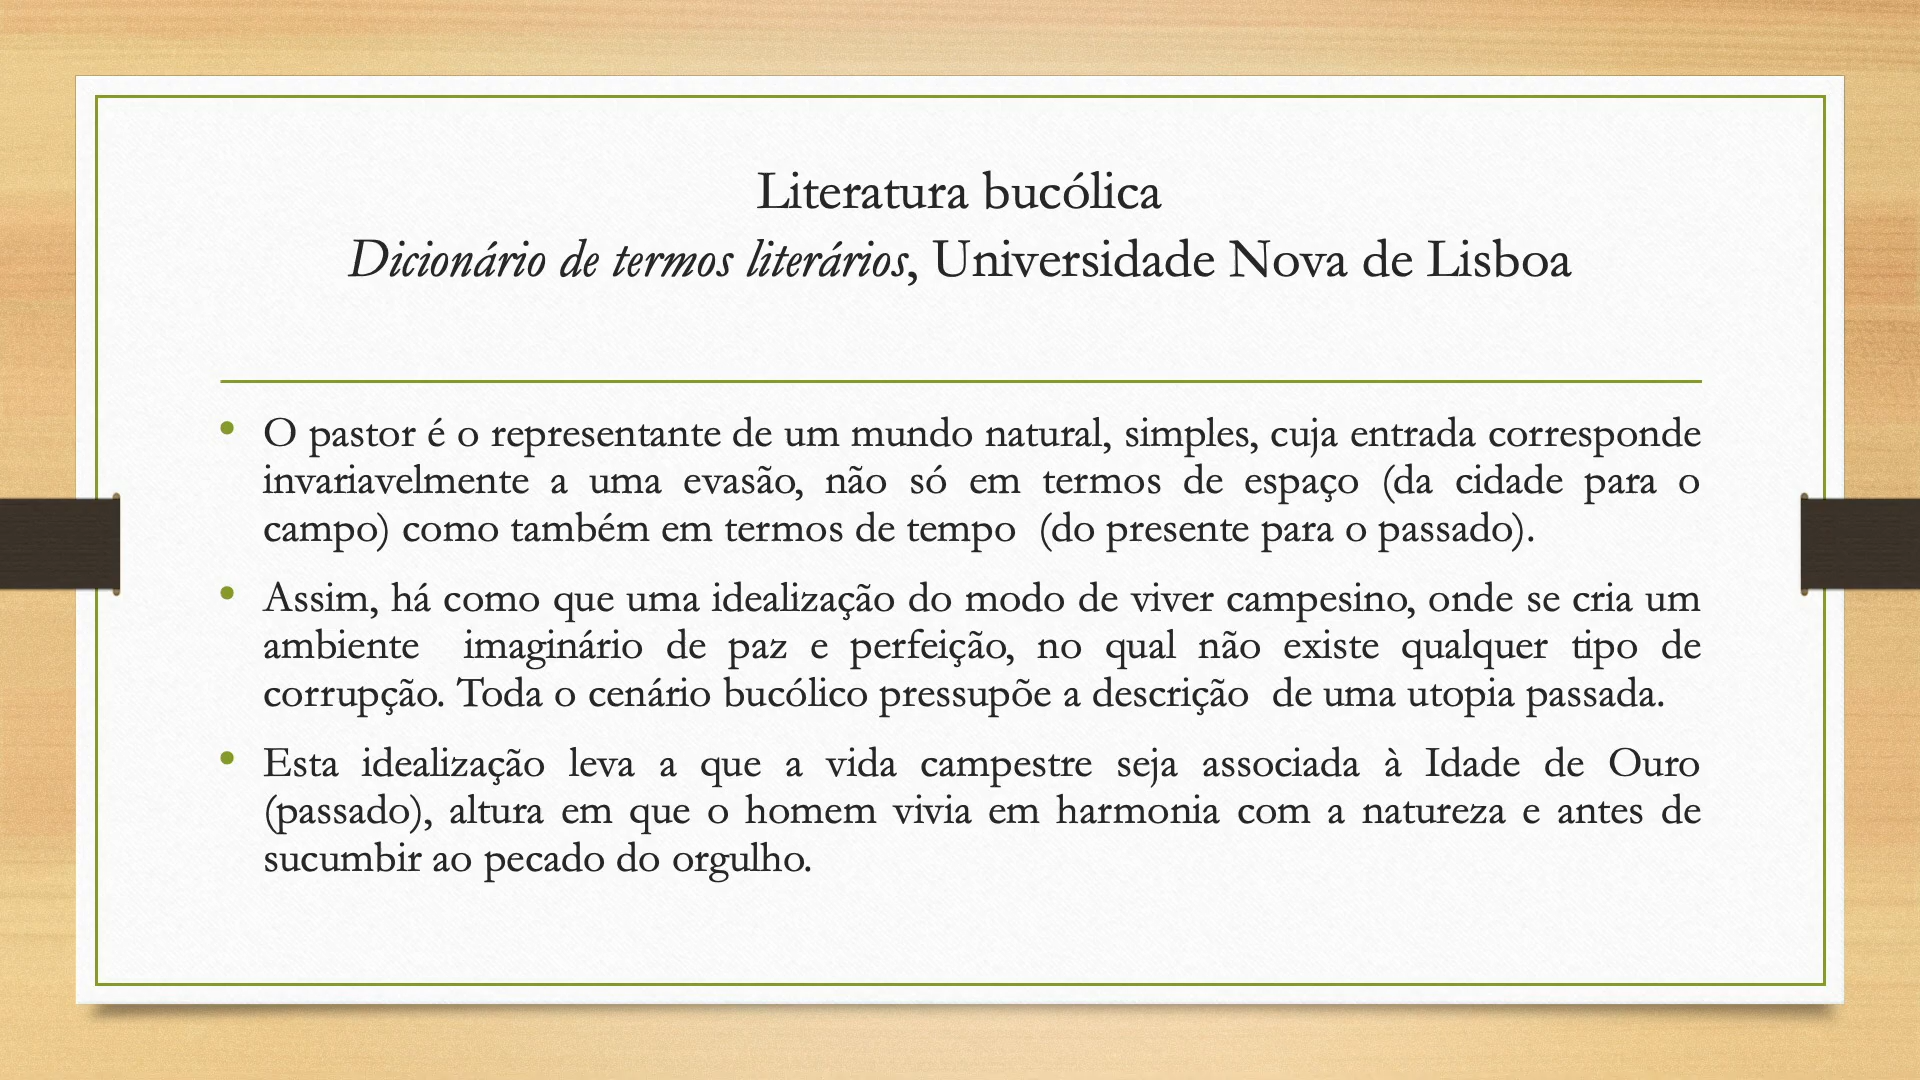 Literatura bucólica
Dicionário de termos literários, Universidade Nova de Lisboa
• O pastor é o representante de um mundo natural, simples, cuja entrada corresponde
invariavelmente a uma evasão, não só em termos de espaço (da cidade para o
campo) como também em termos de tempo  (do presente para o passado).
• Assim, há como que uma idealização do modo de viver campesino, onde se cria um
ambiente  imaginário de paz e perfeição, no qual não existe qualquer tipo de
corrupção. Toda o cenário bucólico pressupõe a descrição  de uma utopia passada.
• Esta idealização leva a que a vida campestre seja associada à Idade de Ouro
(passado), altura em que o homem vivia em harmonia com a natureza e antes de
sucumbir ao pecado do orgulho.